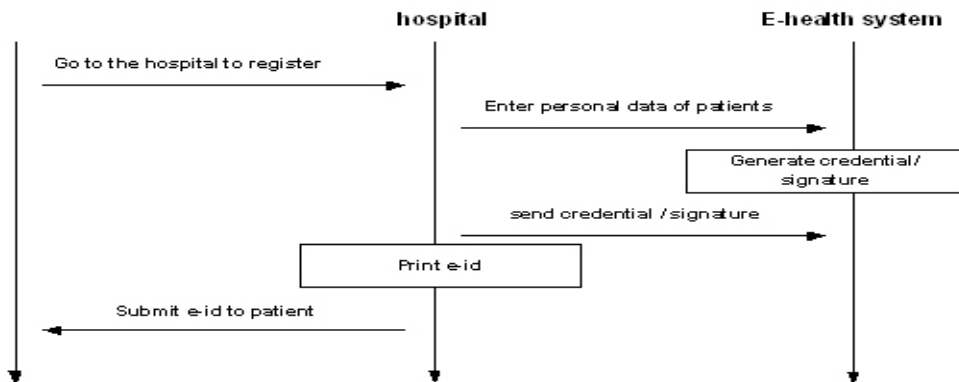 hospital
E-health system
Go to the hospital to register
Enter personal data of patients
Generate credential/
signature
send credential / signature
Print e-id
Submit e-id to patient